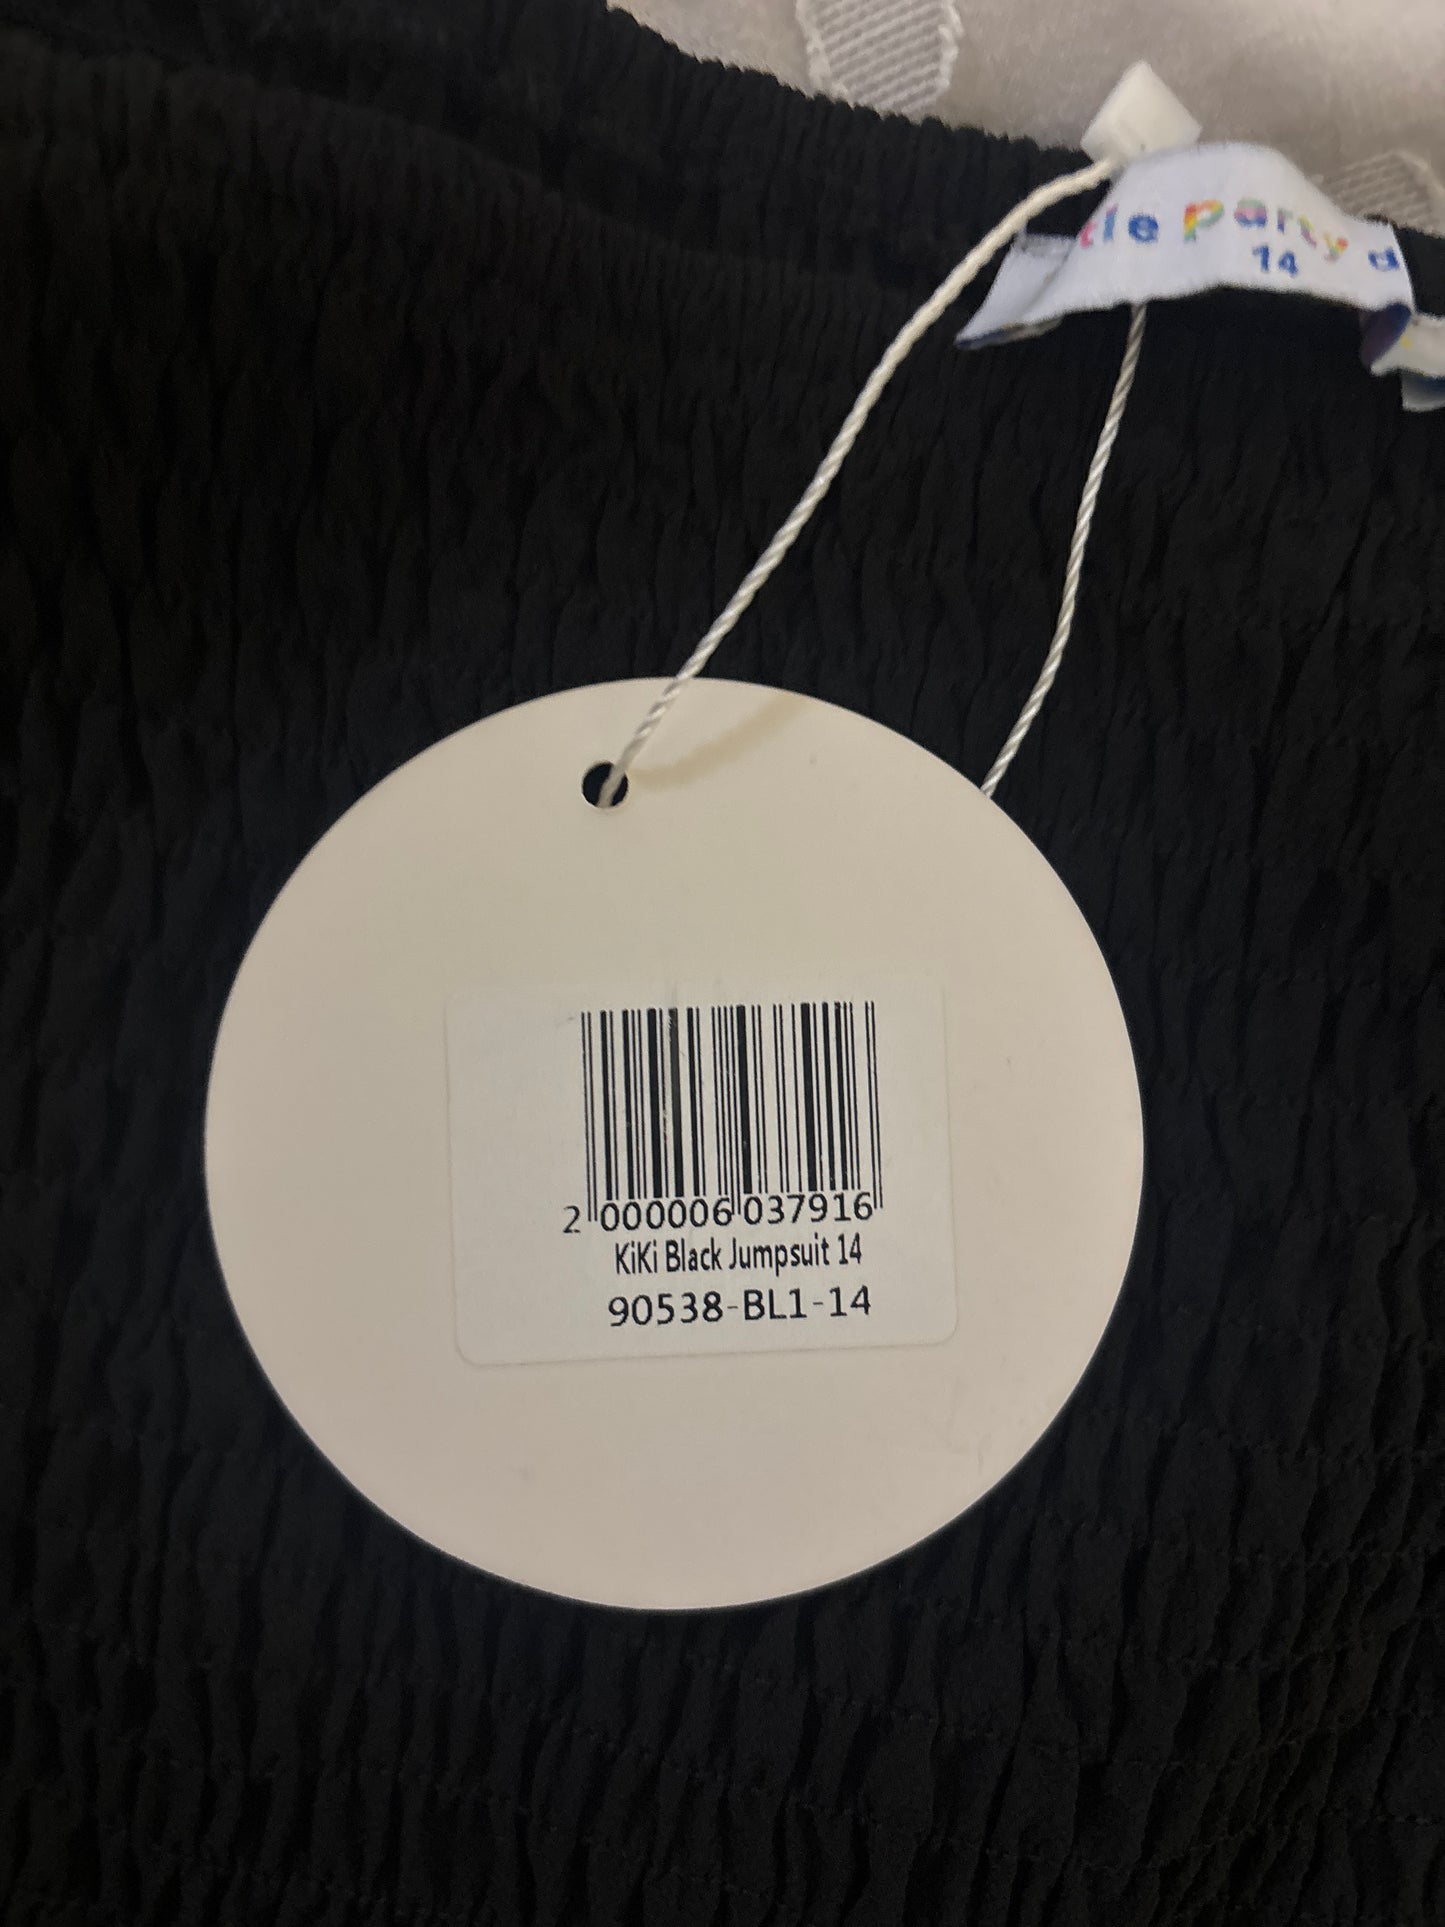 tle party d
14
2 000006 037916
KiKi Black Jumpsuit 14
90538-BL1-14